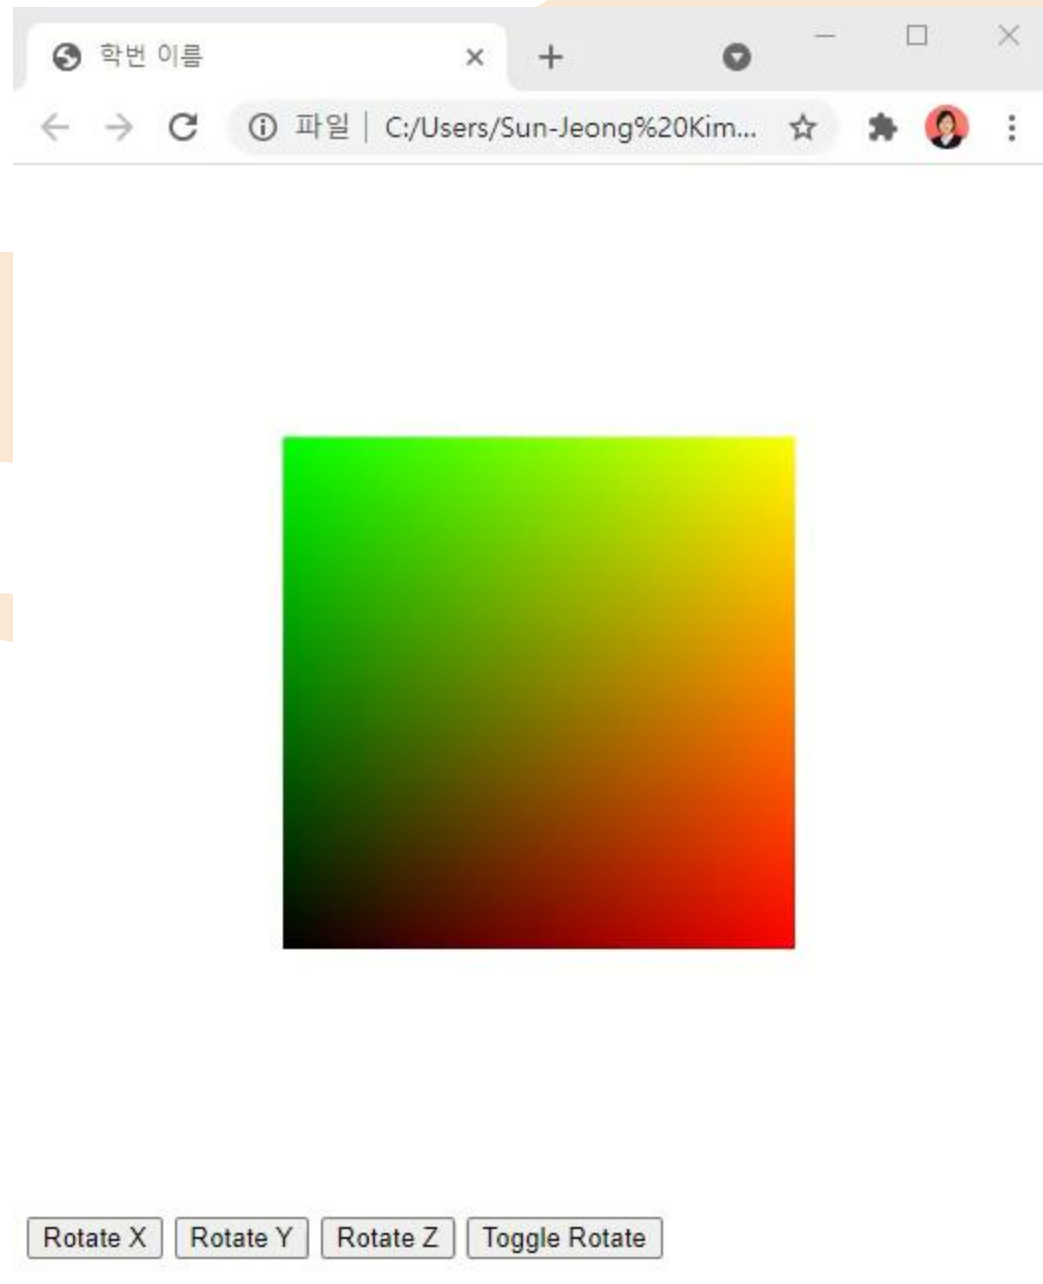 학번 이름
파일 | C:/Users/Sun-Jeong%20Kim...
Rotate X Rotate Y Rotate Z Toggle Rotate